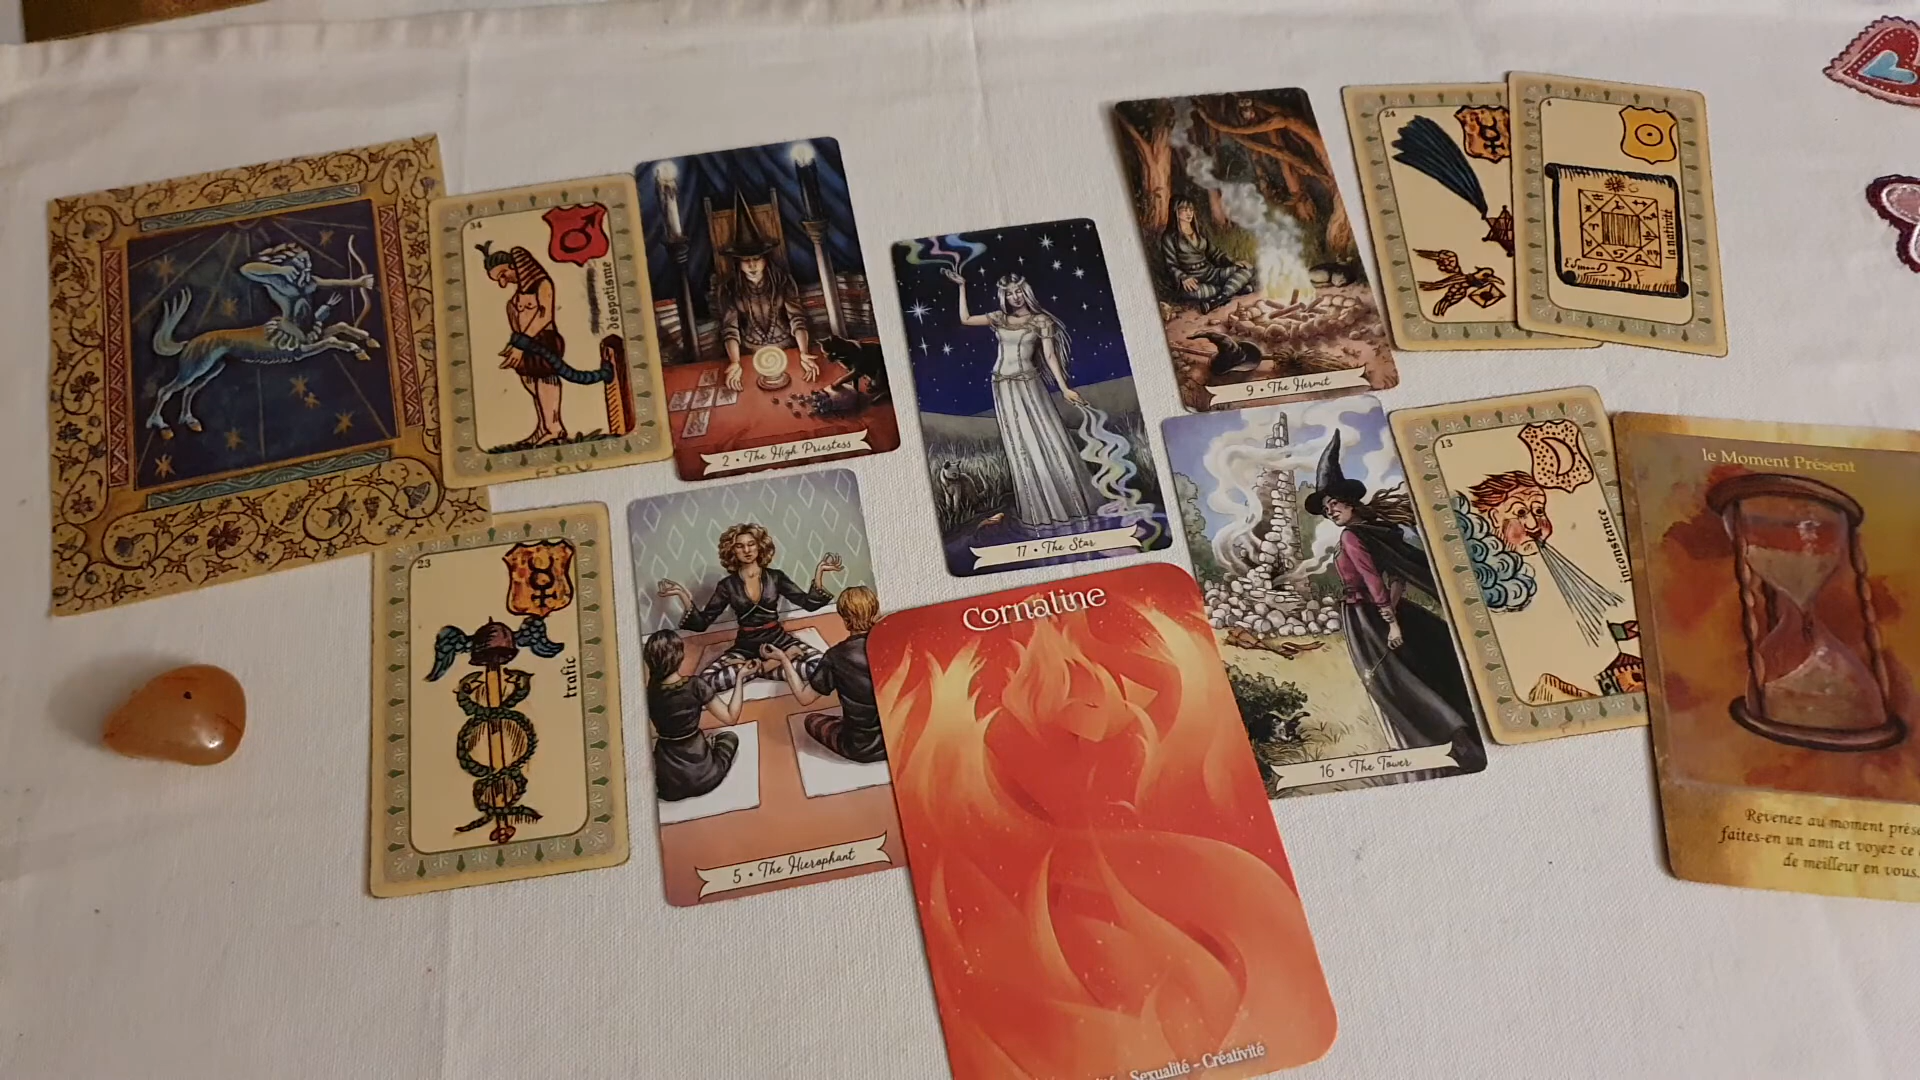 34
despotisme
2 • The High Priestess
23
trafic
5 • The Hierophant
17 • The Star
Cornaline
Sexualité - Créativité
9 • The Hermit
24
4
la nativité
16 • The Tower
13
inconstance
le Moment Présent
Revenez au moment
faites-en un ami et voyez ce
de meilleur en vous.